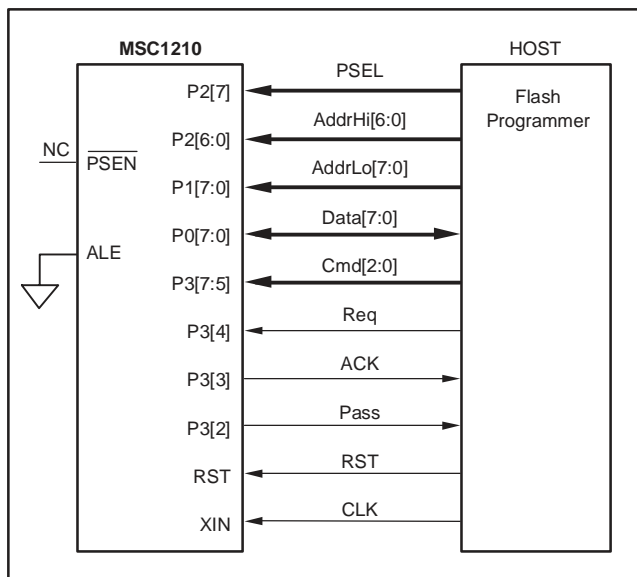 MSC1210 HOST
PSEL
P2[7] Flash
Programmer
AddrHi[6:0]
P2[6:0]
NC
PSEN
AddrLo[7:0]
P1[7:0]
Data[7:0]
P0[7:0]
ALE
Cmd[2:0]
P3[7:5]
Req
P3[4]
ACK
P3[3]
Pass
P3[2]
RST
RST
CLK
XIN